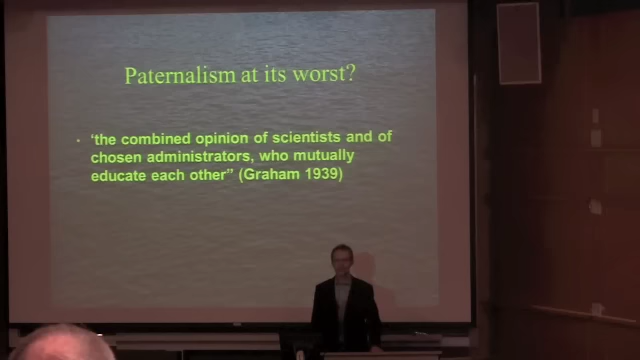 Paternalism at its worst?
• 'the combined opinion of scientists and of
chosen administrators, who mutually
educate each other” (Graham 1939)